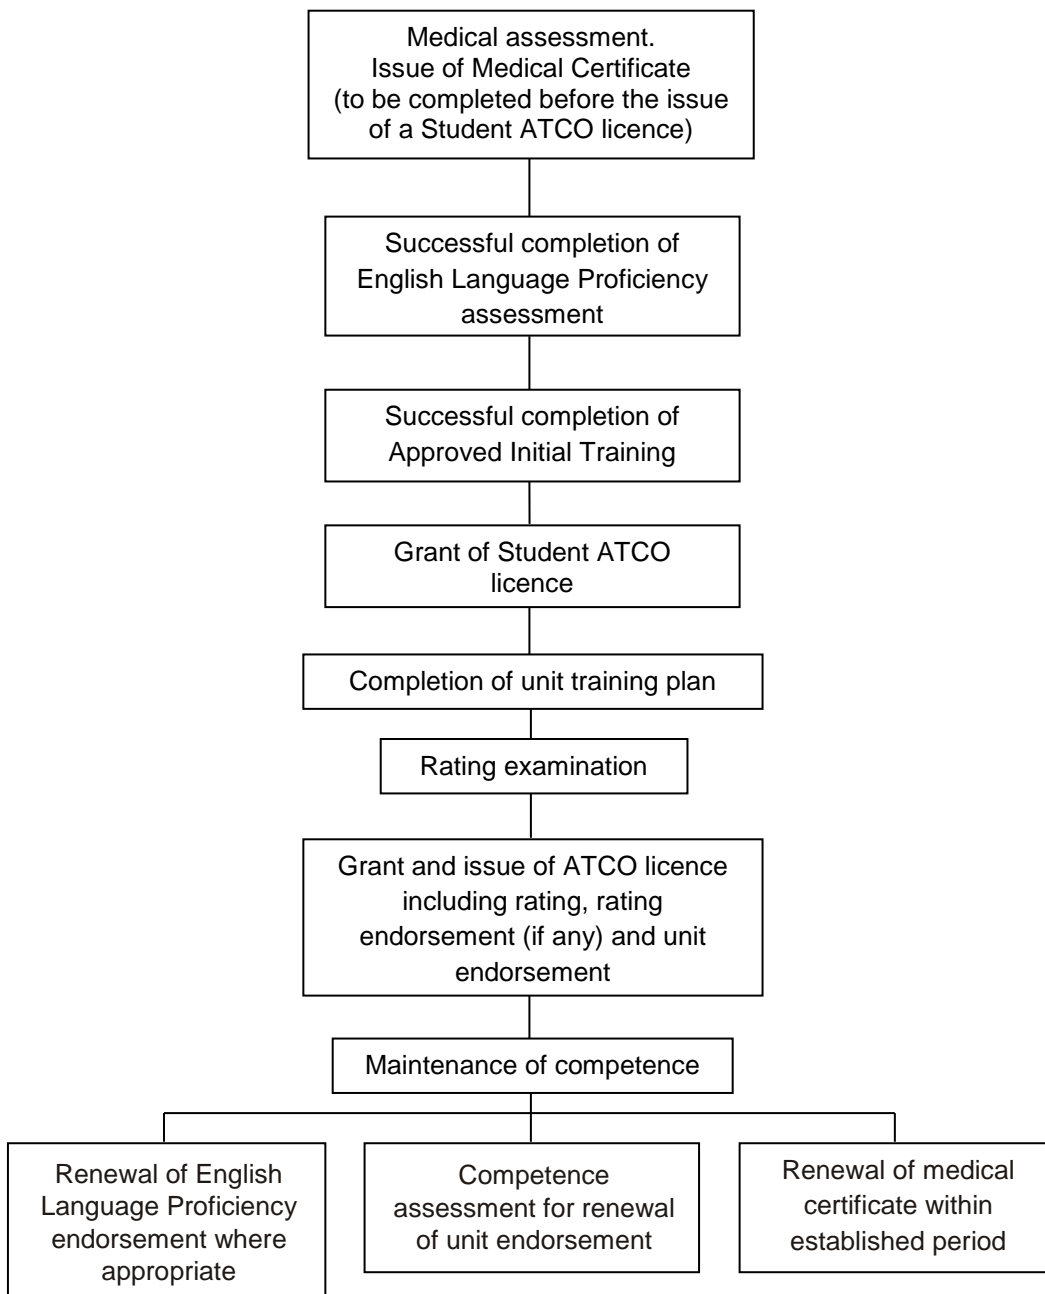 Medical assessment.
Issue of Medical Certificate
(to be completed before the issue
of a Student ATCO licence)
Successful completion of
English Language Proficiency
assessment
Successful completion of
Approved Initial Training
Grant of Student ATCO
licence
Completion of unit training plan
Rating examination
Grant and issue of ATCO licence
including rating, rating
endorsement (if any) and unit
endorsement
Maintenance of competence
Renewal of English
Language Proficiency
endorsement where
appropriate
Competence
assessment for renewal
of unit endorsement
Renewal of medical
certificate within
established period